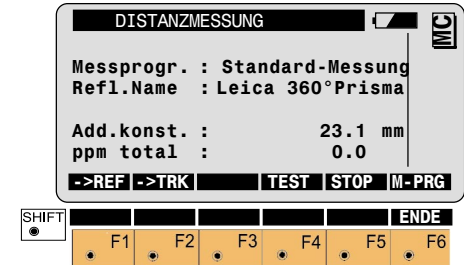 DISTANZMESSUNG
MC
Messprogr. : Standard-Messung
Refl.Name : Leica 360°Prisma
Add.konst. : 23.1 mm
ppm total : 0.0
->REF ->TRK TEST STOP M-PRG
SHIFT ENDE
F1 F2 F3 F4 F5 F6